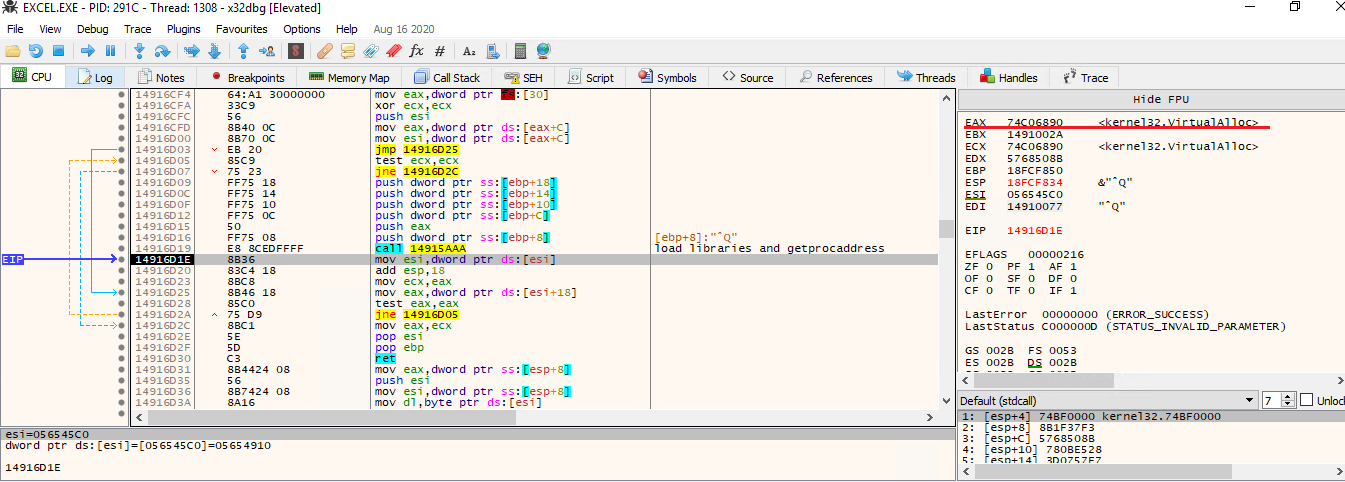 EXCEL.EXE - PID: 291C - Thread: 1308 - x32dbg [Elevated]
File View Debug Trace Plugins Favourites Options Help Aug 16 2020
CPU Log Notes Breakpoints Memory Map Call Stack SEH Script Symbols Source References Threads Handles Trace
14916CF4 64:A1 30000000 mov eax,dword ptr fs:[30]
14916CFA 33C9 xor ecx,ecx
14916CFC 56 push esi
14916CFD 8B40 0C mov eax,dword ptr ds:[eax+C]
14916D00 8B70 0C mov esi,dword ptr ds:[eax+C]
14916D03 EB 20 jmp 14916D25
14916D05 85C9 test ecx,ecx
14916D07 75 23 jne 14916D2C
14916D09 FF75 18 push dword ptr ss:[ebp+18]
14916D0C FF75 14 push dword ptr ss:[ebp+14]
14916D0F FF75 10 push dword ptr ss:[ebp+10]
14916D12 FF75 0C push dword ptr ss:[ebp+C]
14916D15 50 push eax
14916D16 FF75 08 push dword ptr ss:[ebp+8] [ebp+8]:"ˆQ"
14916D19 E8 8CEDFFFF call 14915AAA load libraries and getprocaddress
EIP 14916D1E 8B36 mov esi,dword ptr ds:[esi]
14916D20 83C4 18 add esp,18
14916D23 8BC8 mov ecx,eax
14916D25 8B46 18 mov eax,dword ptr ds:[esi+18]
14916D28 85C0 test eax,eax
14916D2A 75 D9 jne 14916D05
14916D2C 8BC1 mov eax,ecx
14916D2E 5E pop esi
14916D2F 5D pop ebp
14916D30 C3 ret
14916D31 8B4424 08 mov eax,dword ptr ss:[esp+8]
14916D35 56 push esi
14916D36 8B7424 08 mov esi,dword ptr ss:[esp+8]
14916D3A 8A16 mov dl,byte ptr ds:[esi]
esi=056545C0
dword ptr ds:[esi]=[056545C0]=05654910
14916D1E
Hide FPU
EAX 74C06890 <kernel32.VirtualAlloc>
EBX 1491002A
ECX 74C06890 <kernel32.VirtualAlloc>
EDX 5768508B
EBP 18FCF850
ESP 18FCF834 &"ˆQ"
ESI 056545C0
EDI 14910077 "ˆQ"
EIP 14916D1E
EFLAGS 00000216
ZF 0 PF 1 AF 1
OF 0 SF 0 DF 0
CF 0 TF 0 IF 1
LastError 00000000 (ERROR_SUCCESS)
LastStatus C000000D (STATUS_INVALID_PARAMETER)
GS 002B FS 0053
ES 002B DS 002B
Default (stdcall) 7 Unlock
1: [esp+4] 74BF0000 kernel32.74BF0000
2: [esp+8] 8B1F37F3
3: [esp+C] 5768508B
4: [esp+10] 780BE528
5: [esp+14] 3D0757F7